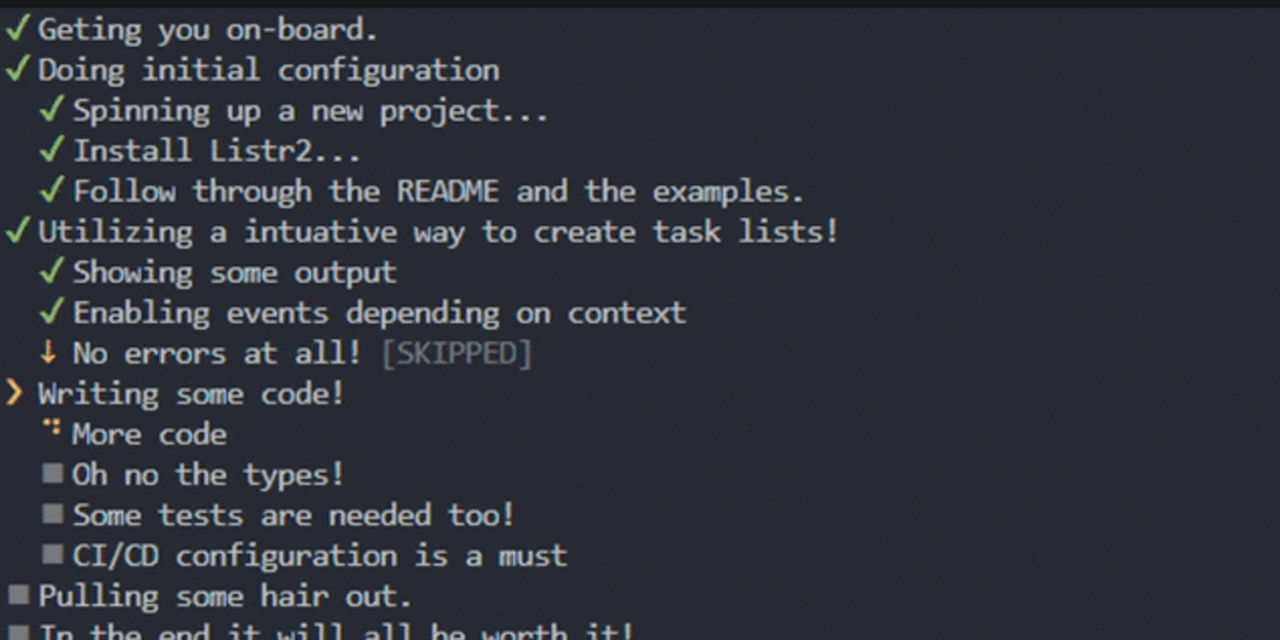 ✓ Geting you on-board.
✓ Doing initial configuration
✓ Spinning up a new project...
✓ Install Listr2...
✓ Follow through the README and the examples.
✓ Utilizing a intuative way to create task lists!
✓ Showing some output
✓ Enabling events depending on context
↓ No errors at all! [SKIPPED]
❯ Writing some code!
⠙ More code
■ Oh no the types!
■ Some tests are needed too!
■ CI/CD configuration is a must
■ Pulling some hair out.
■ In the end it will all be worth it!